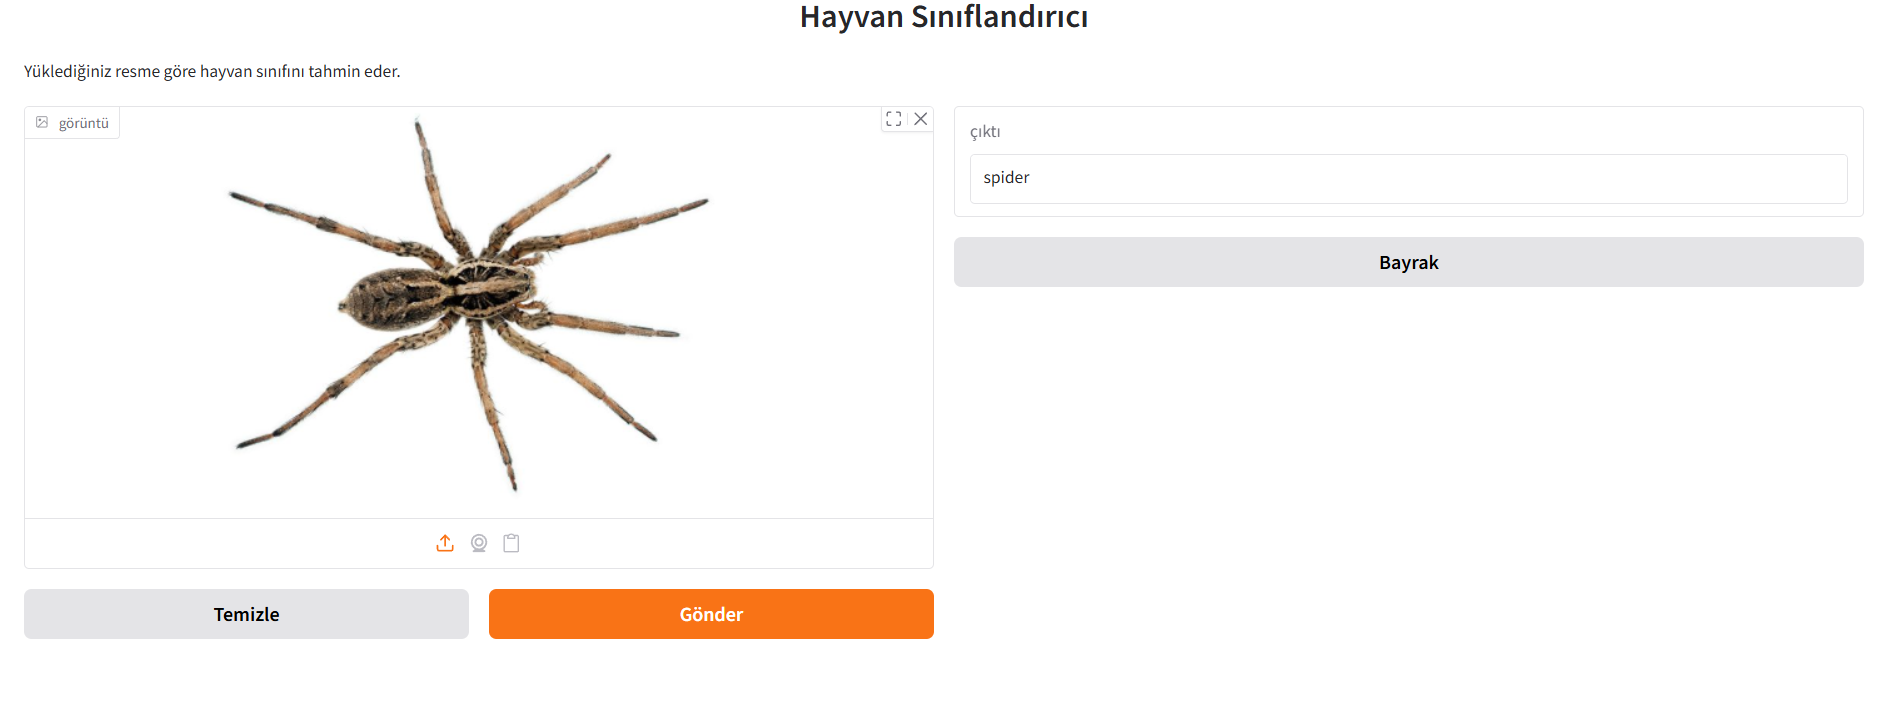 Hayvan Sınıflandırıcı
Yüklediğiniz resme göre hayvan sınıfını tahmin eder.
görüntü
çıktı
spider
Bayrak
Temizle
Gönder